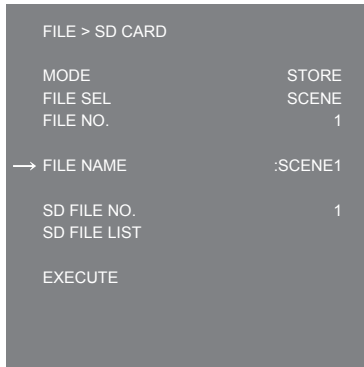 FILE > SD CARD
MODE STORE
FILE SEL SCENE
FILE NO. 1
→ FILE NAME :SCENE1
SD FILE NO. 1
SD FILE LIST
EXECUTE